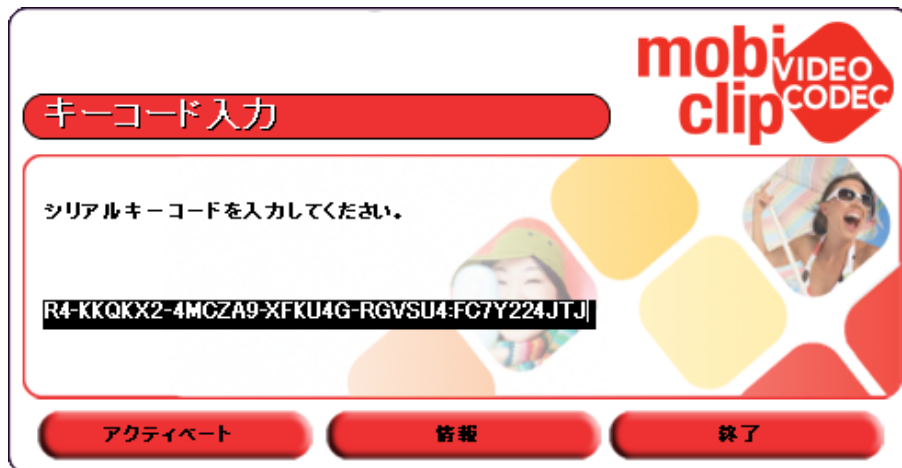 mobi
clip
VIDEO
CODEC
キーコード入力
シリアルキーコードを入力してください。
R4-KKQKX2-4MCZA9-XFKU4G-RGVSU4:FC7Y224JTJ
アクティベート
情報
終了